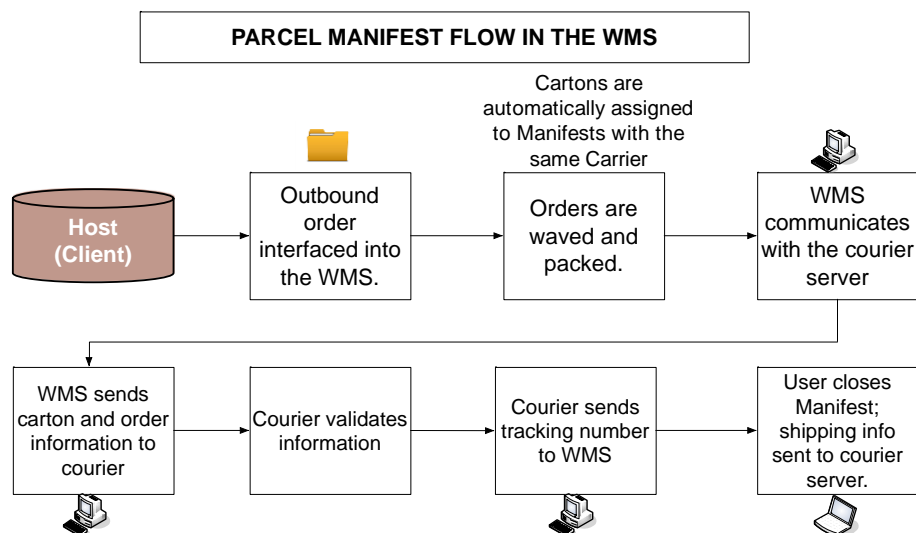 PARCEL MANIFEST FLOW IN THE WMS
Cartons are
automatically assigned
to Manifests with the
same Carrier
Host
(Client)
Outbound
order
interfaced into
the WMS.
Orders are
waved and
packed.
WMS
communicates
with the courier
server
WMS sends
carton and order
information to
courier
Courier validates
information
Courier sends
tracking number
to WMS
User closes
Manifest;
shipping info
sent to courier
server.